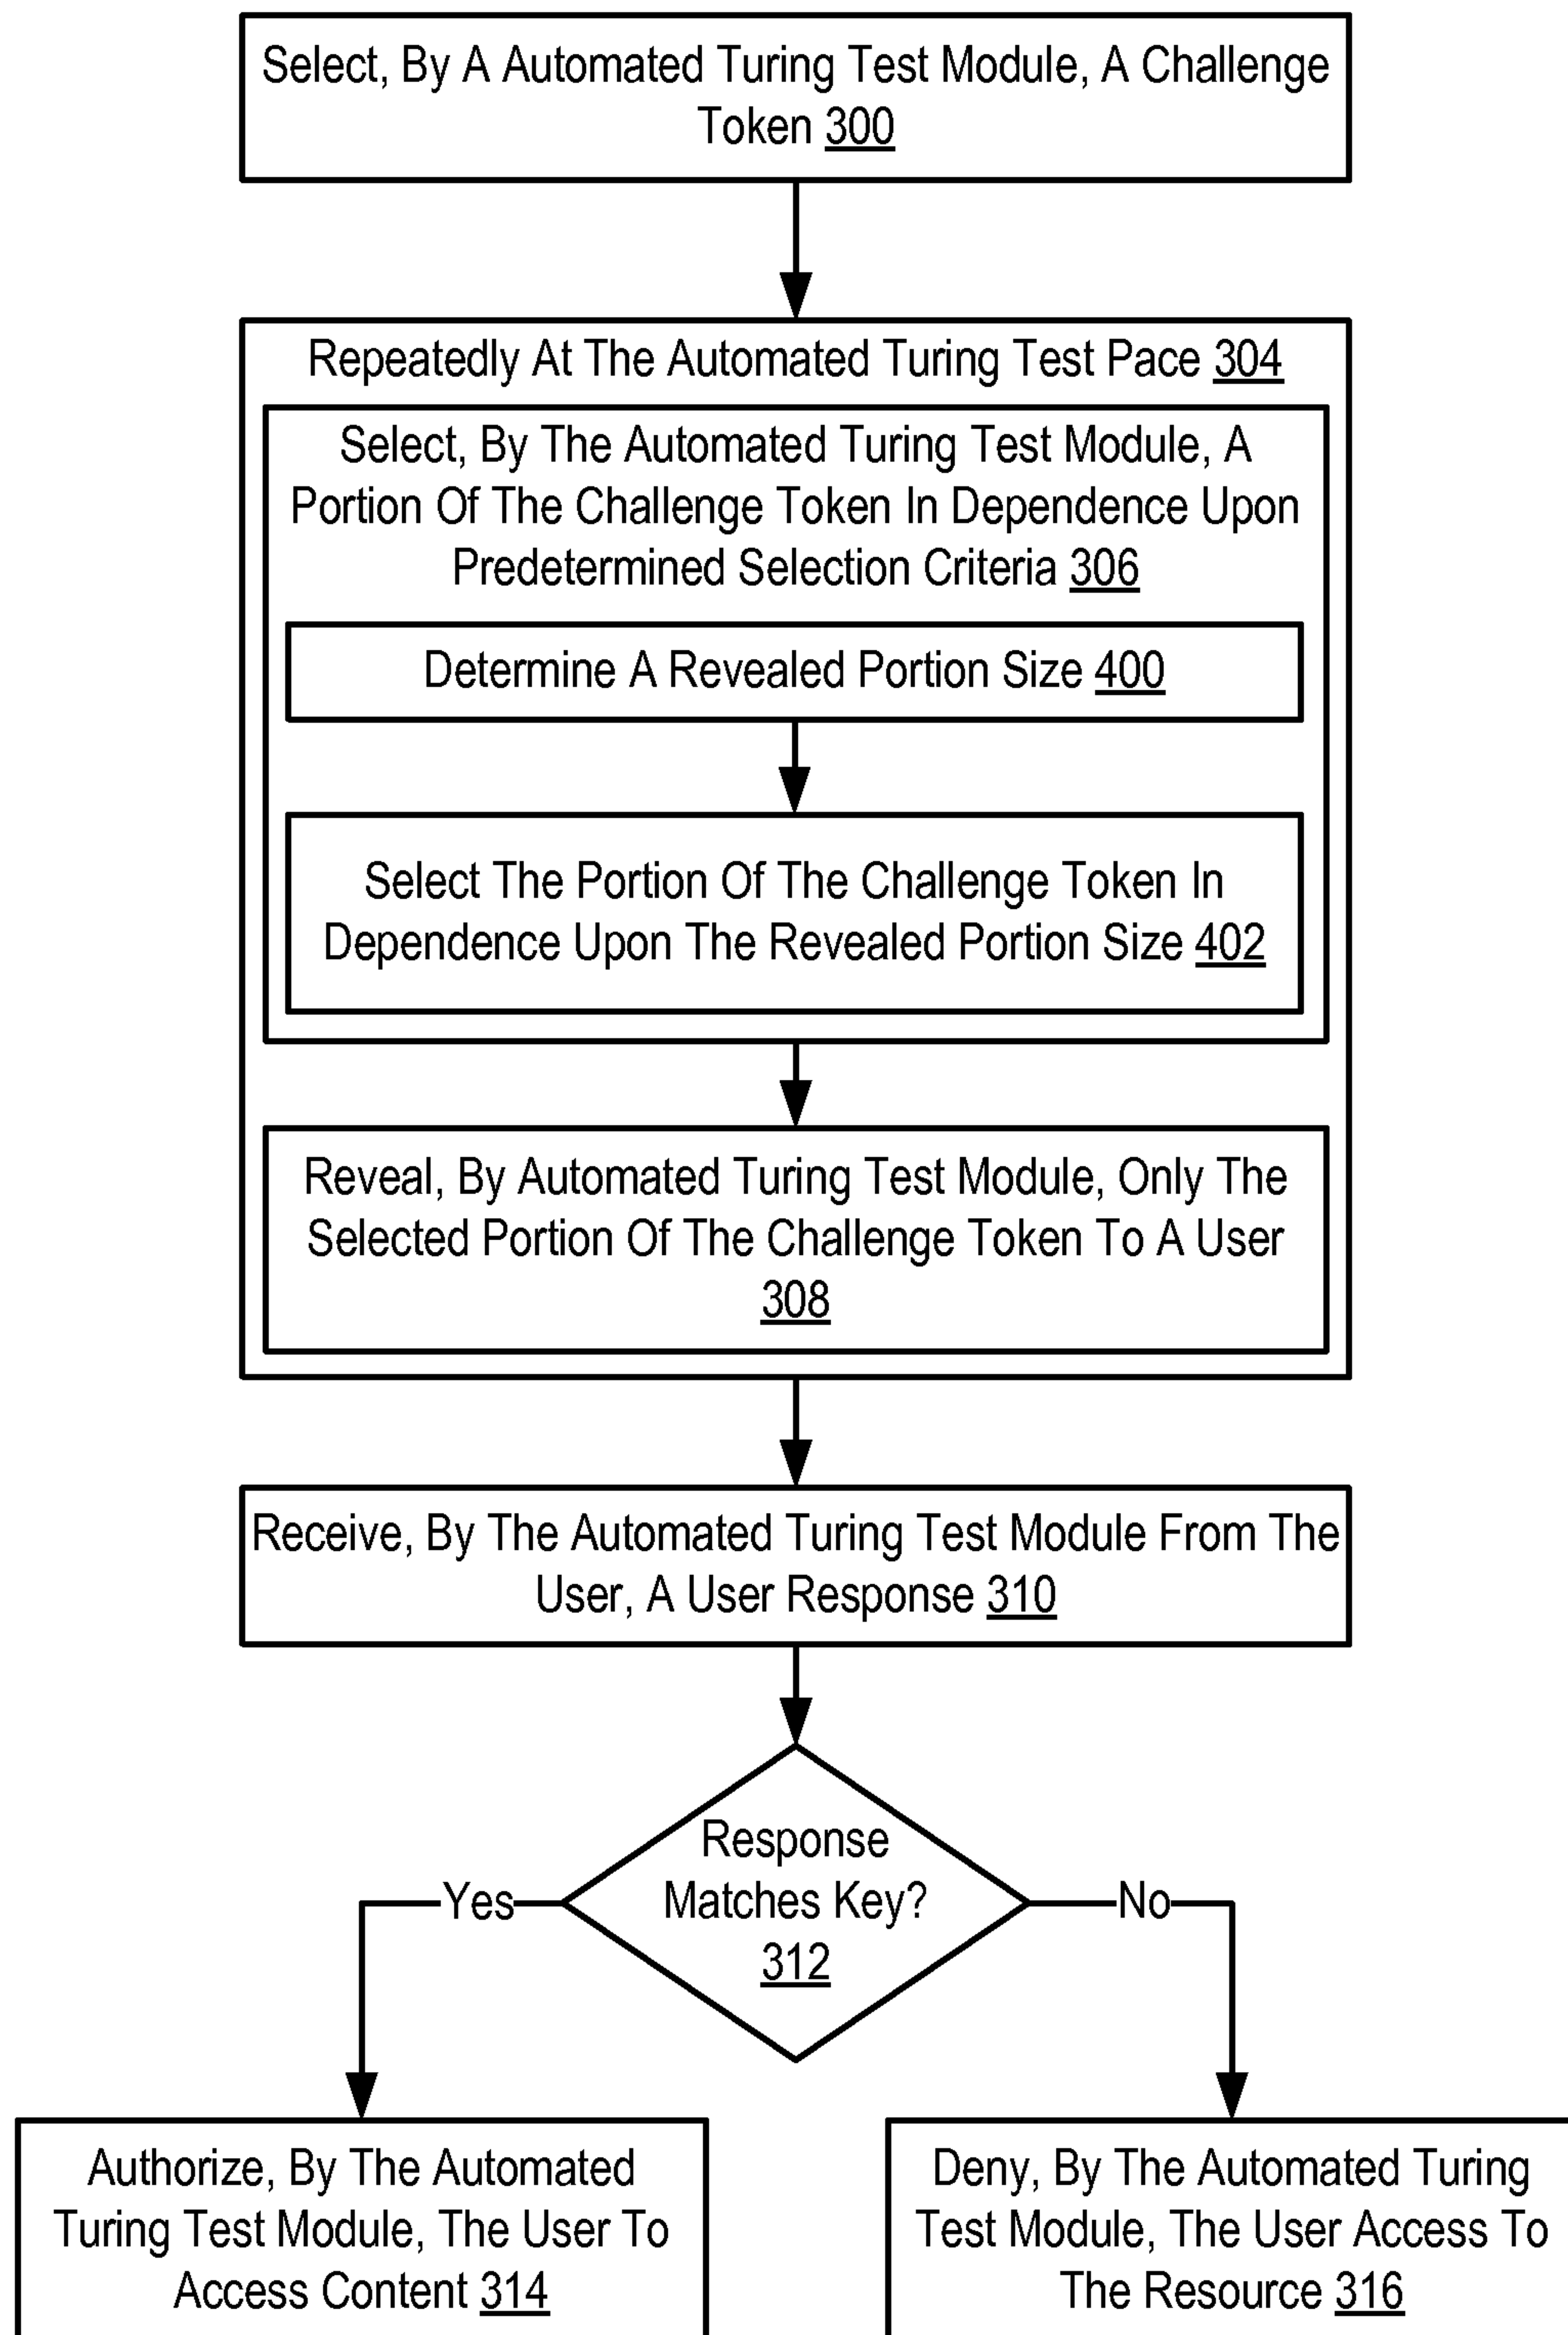 Select, By A Automated Turing Test Module, A Challenge
Token 300
Repeatedly At The Automated Turing Test Pace 304
Select, By The Automated Turing Test Module, A
Portion Of The Challenge Token In Dependence Upon
Predetermined Selection Criteria 306
Determine A Revealed Portion Size 400
Select The Portion Of The Challenge Token In
Dependence Upon The Revealed Portion Size 402
Reveal, By Automated Turing Test Module, Only The
Selected Portion Of The Challenge Token To A User
308
Receive, By The Automated Turing Test Module From The
User, A User Response 310
Response
Matches Key?
312
Yes
No
Authorize, By The Automated
Turing Test Module, The User To
Access Content 314
Deny, By The Automated Turing
Test Module, The User Access To
The Resource 316